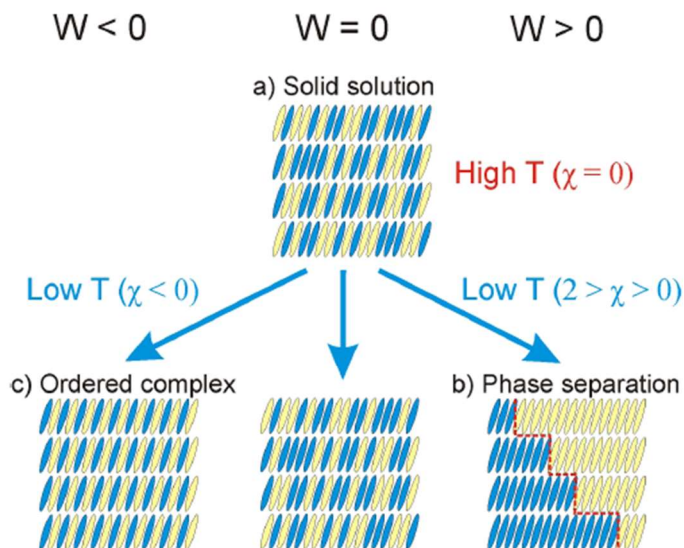 W < 0 W = 0 W > 0
a) Solid solution
High T (χ = 0)
Low T (χ < 0) Low T (2 > χ > 0)
c) Ordered complex b) Phase separation